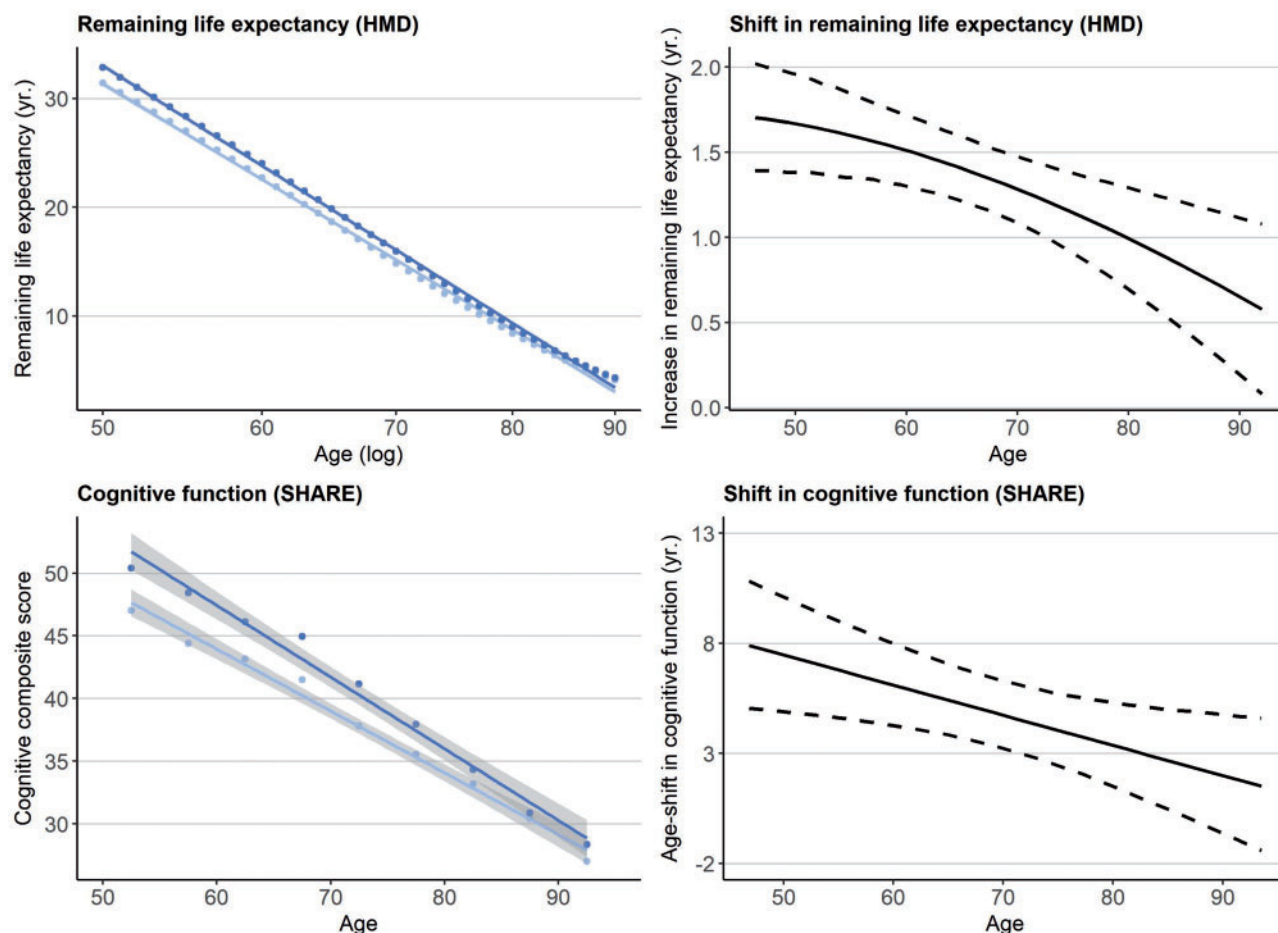 Remaining life expectancy (HMD)
Remaining life expectancy (yr.)
30
20
10
50 60 70 80 90
Age (log)
Shift in remaining life expectancy (HMD)
Increase in remaining life expectancy (yr.)
2.0
1.5
1.0
0.5
0.0
50 60 70 80 90
Age
Cognitive function (SHARE)
Cognitive composite score
50
45
40
35
30
50 60 70 80 90
Age
Shift in cognitive function (SHARE)
Age-shift in cognitive function (yr.)
13
8
3
-2
50 60 70 80 90
Age